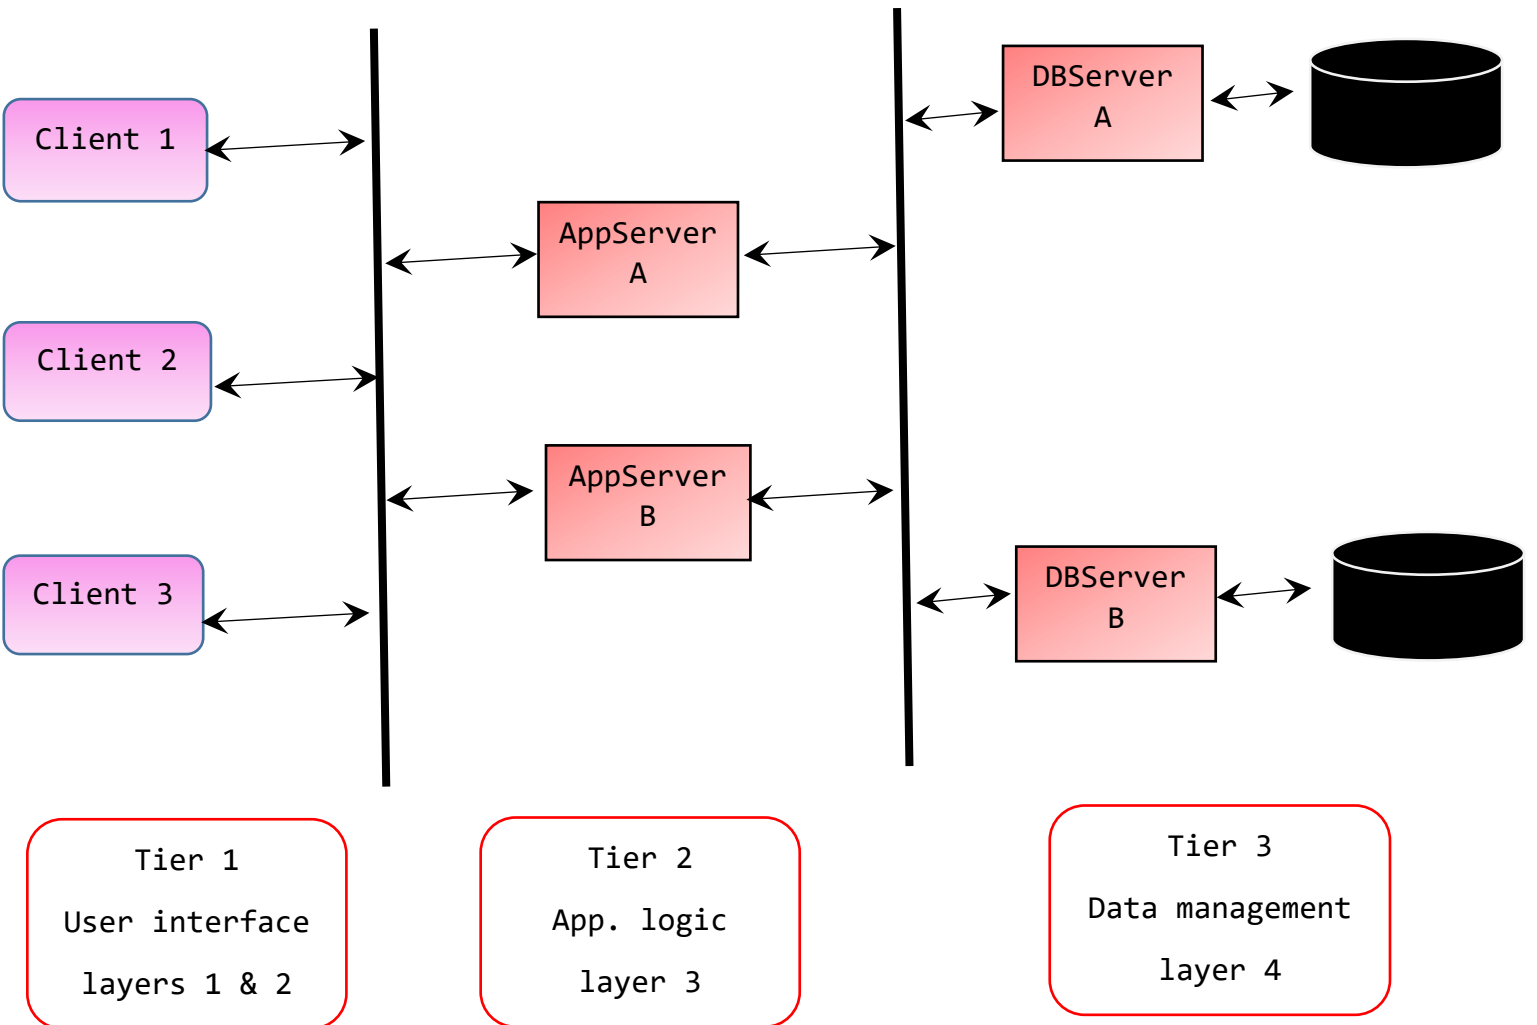 Client 1
Client 2
Client 3
AppServer
A
AppServer
B
DBServer
A
DBServer
B
Tier 1
User interface
layers 1 & 2
Tier 2
App. logic
layer 3
Tier 3
Data management
layer 4